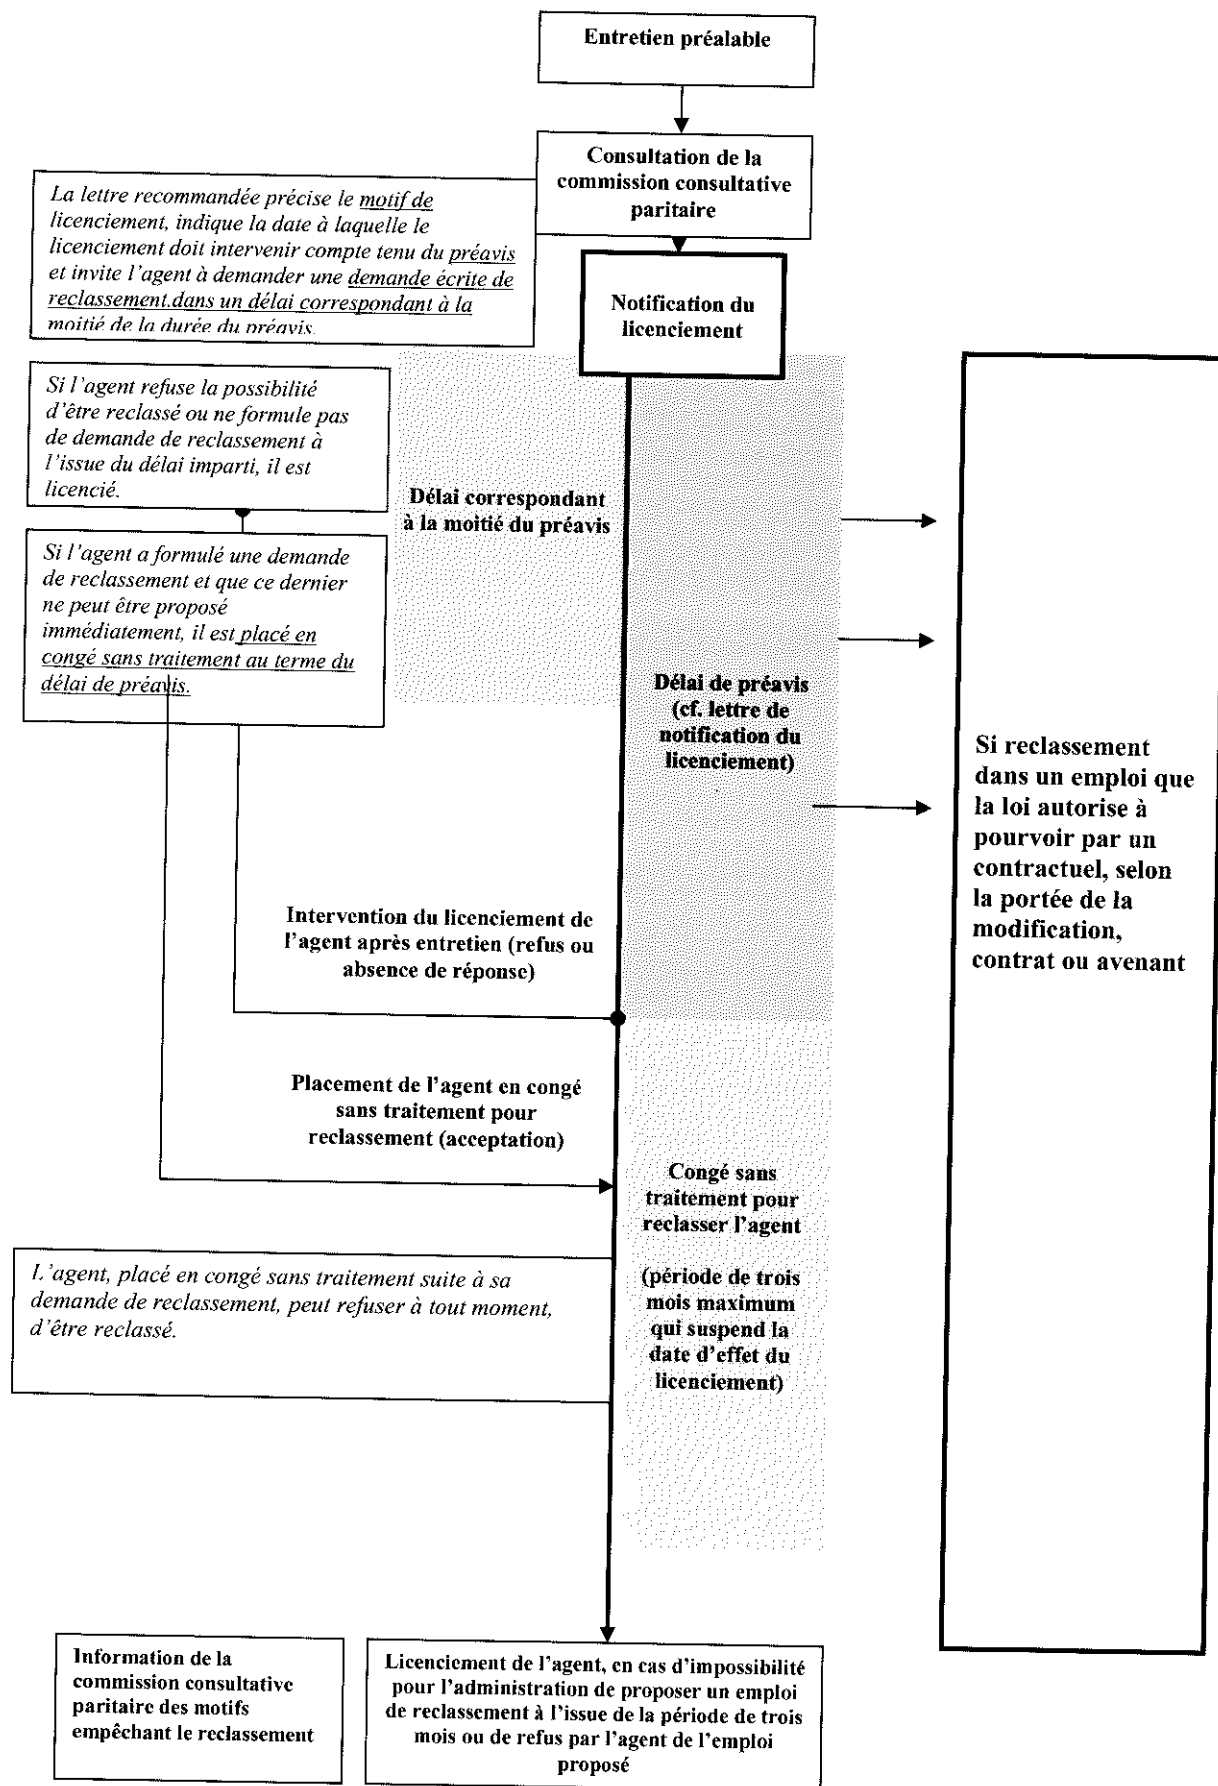 Entretien préalable
Consultation de la
commission consultative
paritaire
La lettre recommandée précise le motif de
licenciement, indique la date à laquelle le
licenciement doit intervenir compte tenu du préavis
et invite l'agent à demander une demande écrite de
reclassement.dans un délai correspondant à la
moitié de la durée du préavis.
Notification du
licenciement
Si l'agent refuse la possibilité
d'être reclassé ou ne formule pas
de demande de reclassement à
l'issue du délai imparti, il est
licencié.
Délai correspondant
à la moitié du préavis
Si l'agent a formulé une demande
de reclassement et que ce dernier
ne peut être proposé
immédiatement, il est placé en
congé sans traitement au terme du
délai de préavis.
Délai de préavis
(cf. lettre de
notification du
licenciement)
Si reclassement
dans un emploi que
la loi autorise à
pourvoir par un
contractuel, selon
la portée de la
modification,
contrat ou avenant
Intervention du licenciement de
l'agent après entretien (refus ou
absence de réponse)
Placement de l'agent en congé
sans traitement pour
reclassement (acceptation)
Congé sans
traitement pour
reclasser l'agent
(période de trois
mois maximum
qui suspend la
date d'effet du
licenciement)
L'agent, placé en congé sans traitement suite à sa
demande de reclassement, peut refuser à tout moment,
d'être reclassé.
Information de la
commission consultative
paritaire des motifs
empêchant le reclassement
Licenciement de l'agent, en cas d'impossibilité
pour l'administration de proposer un emploi
de reclassement à l'issue de la période de trois
mois ou de refus par l'agent de l'emploi
proposé